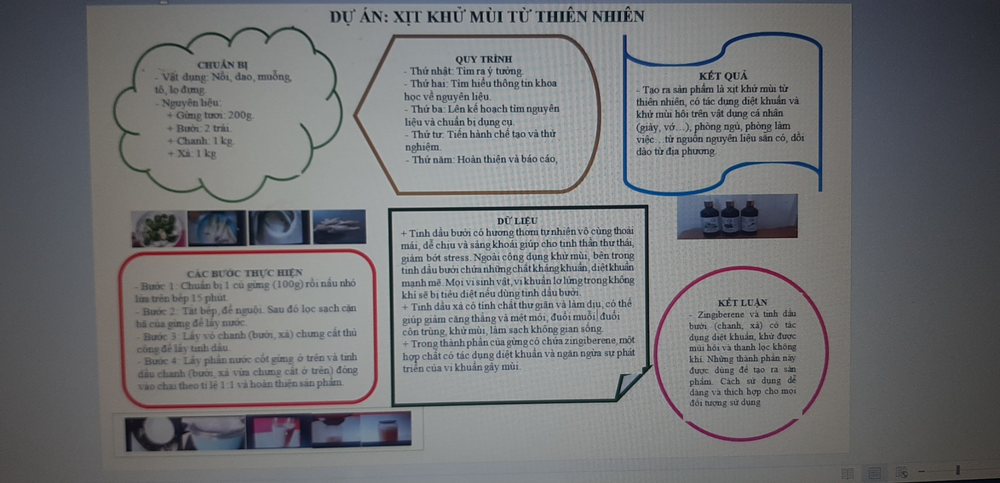 DỰ ÁN: XỊT KHỬ MÙI TỪ THIÊN NHIÊN
CHUẨN BỊ
- Vật dụng: Nồi, dao, muỗng,
tô, lọ đựng.
- Nguyên liệu:
+ Gừng tươi: 200g.
+ Bưởi: 2 trái.
+ Chanh: 1 kg.
+ Xả: 1 kg
QUY TRÌNH
- Thứ nhật: Tìm ra ý tưởng.
- Thứ hai: Tìm hiểu thông tin khoa
học về nguyên liệu.
- Thứ ba: Lên kế hoạch tìm nguyên
liệu và chuẩn bị dụng cụ.
- Thứ tư: Tiến hành chế tạo và thử
nghiệm.
- Thứ năm: Hoàn thiện và báo cáo,
KẾT QUẢ
- Tạo ra sản phẩm là xịt khử mùi từ
thiên nhiên, có tác dụng diệt khuẩn và
khử mùi hôi trên vật dụng cá nhân
(giày, vớ…), phòng ngủ, phòng làm
việc…từ nguồn nguyên liệu sẵn có, dồi
dào từ địa phương.
CÁC BƯỚC THỰC HIỆN
- Bước 1: Chuẩn bị 1 củ gừng (100g) rồi nấu nhỏ
lửa trên bếp 15 phút.
- Bước 2: Tắt bếp, để nguội. Sau đó lọc sạch cặn
bã của gừng để lấy nước.
- Bước 3: Lấy vỏ chanh (bưởi, xả) chưng cất thủ
công để lấy tinh dầu.
- Bước 4: Lấy phần nước cốt gừng ở trên và tinh
dầu chanh (bưởi, xả vừa chưng cất ở trên) đóng
vào chai theo tỉ lệ 1:1 và hoàn thiện sản phẩm.
DỮ LIỆU
+ Tinh dầu bưởi có hương thơm tự nhiên vô cùng thoải
mái, dễ chịu và sảng khoái giúp cho tinh thần thư thái,
giảm bớt stress. Ngoài công dụng khử mùi, bên trong
tinh dầu bưởi chứa những chất kháng khuẩn, diệt khuẩn
mạnh mẽ. Mọi vi sinh vật, vi khuẩn lơ lửng trong không
khí sẽ bị tiêu diệt nếu dùng tinh dầu bưởi.
+ Tinh dầu xả có tính chất thư giãn và làm dịu, có thể
giúp giảm căng thẳng và mệt mỏi, đuổi muỗi, đuổi
côn trùng, khử mùi, làm sạch không gian sống.
+ Trong thành phần của gừng có chứa zingiberene, một
hợp chất có tác dụng diệt khuẩn và ngăn ngừa sự phát
triển của vi khuẩn gây mùi.
KẾT LUẬN
- Zingiberene và tinh dầu
bưởi (chanh, xả) có tác
dụng diệt khuẩn, khử được
mùi hôi và thanh lọc không
khí. Những thành phần này
được dùng để tạo ra sản
phẩm. Cách sử dụng dễ
dàng và thích hợp cho mọi
đối tượng sử dụng